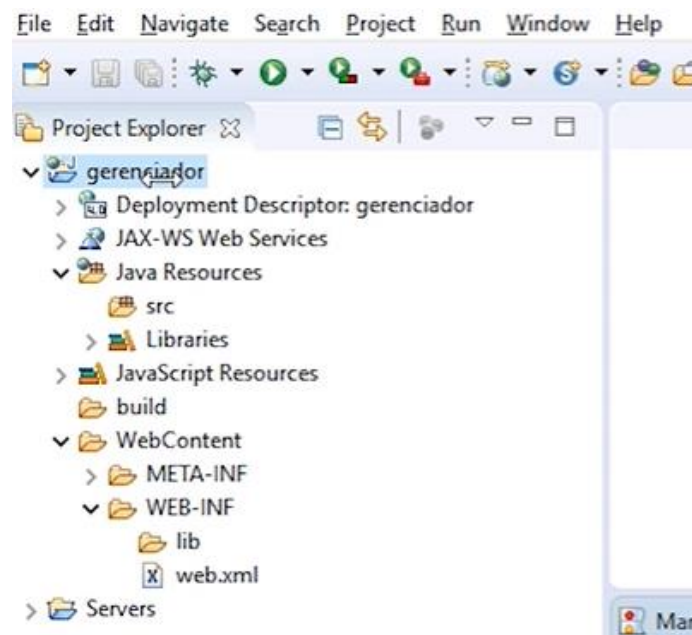 File Edit Navigate Search Project Run Window Help
Project Explorer
gerenciador
Deployment Descriptor: gerenciador
JAX-WS Web Services
Java Resources
src
Libraries
JavaScript Resources
build
WebContent
META-INF
WEB-INF
lib
web.xml
Servers
Mar